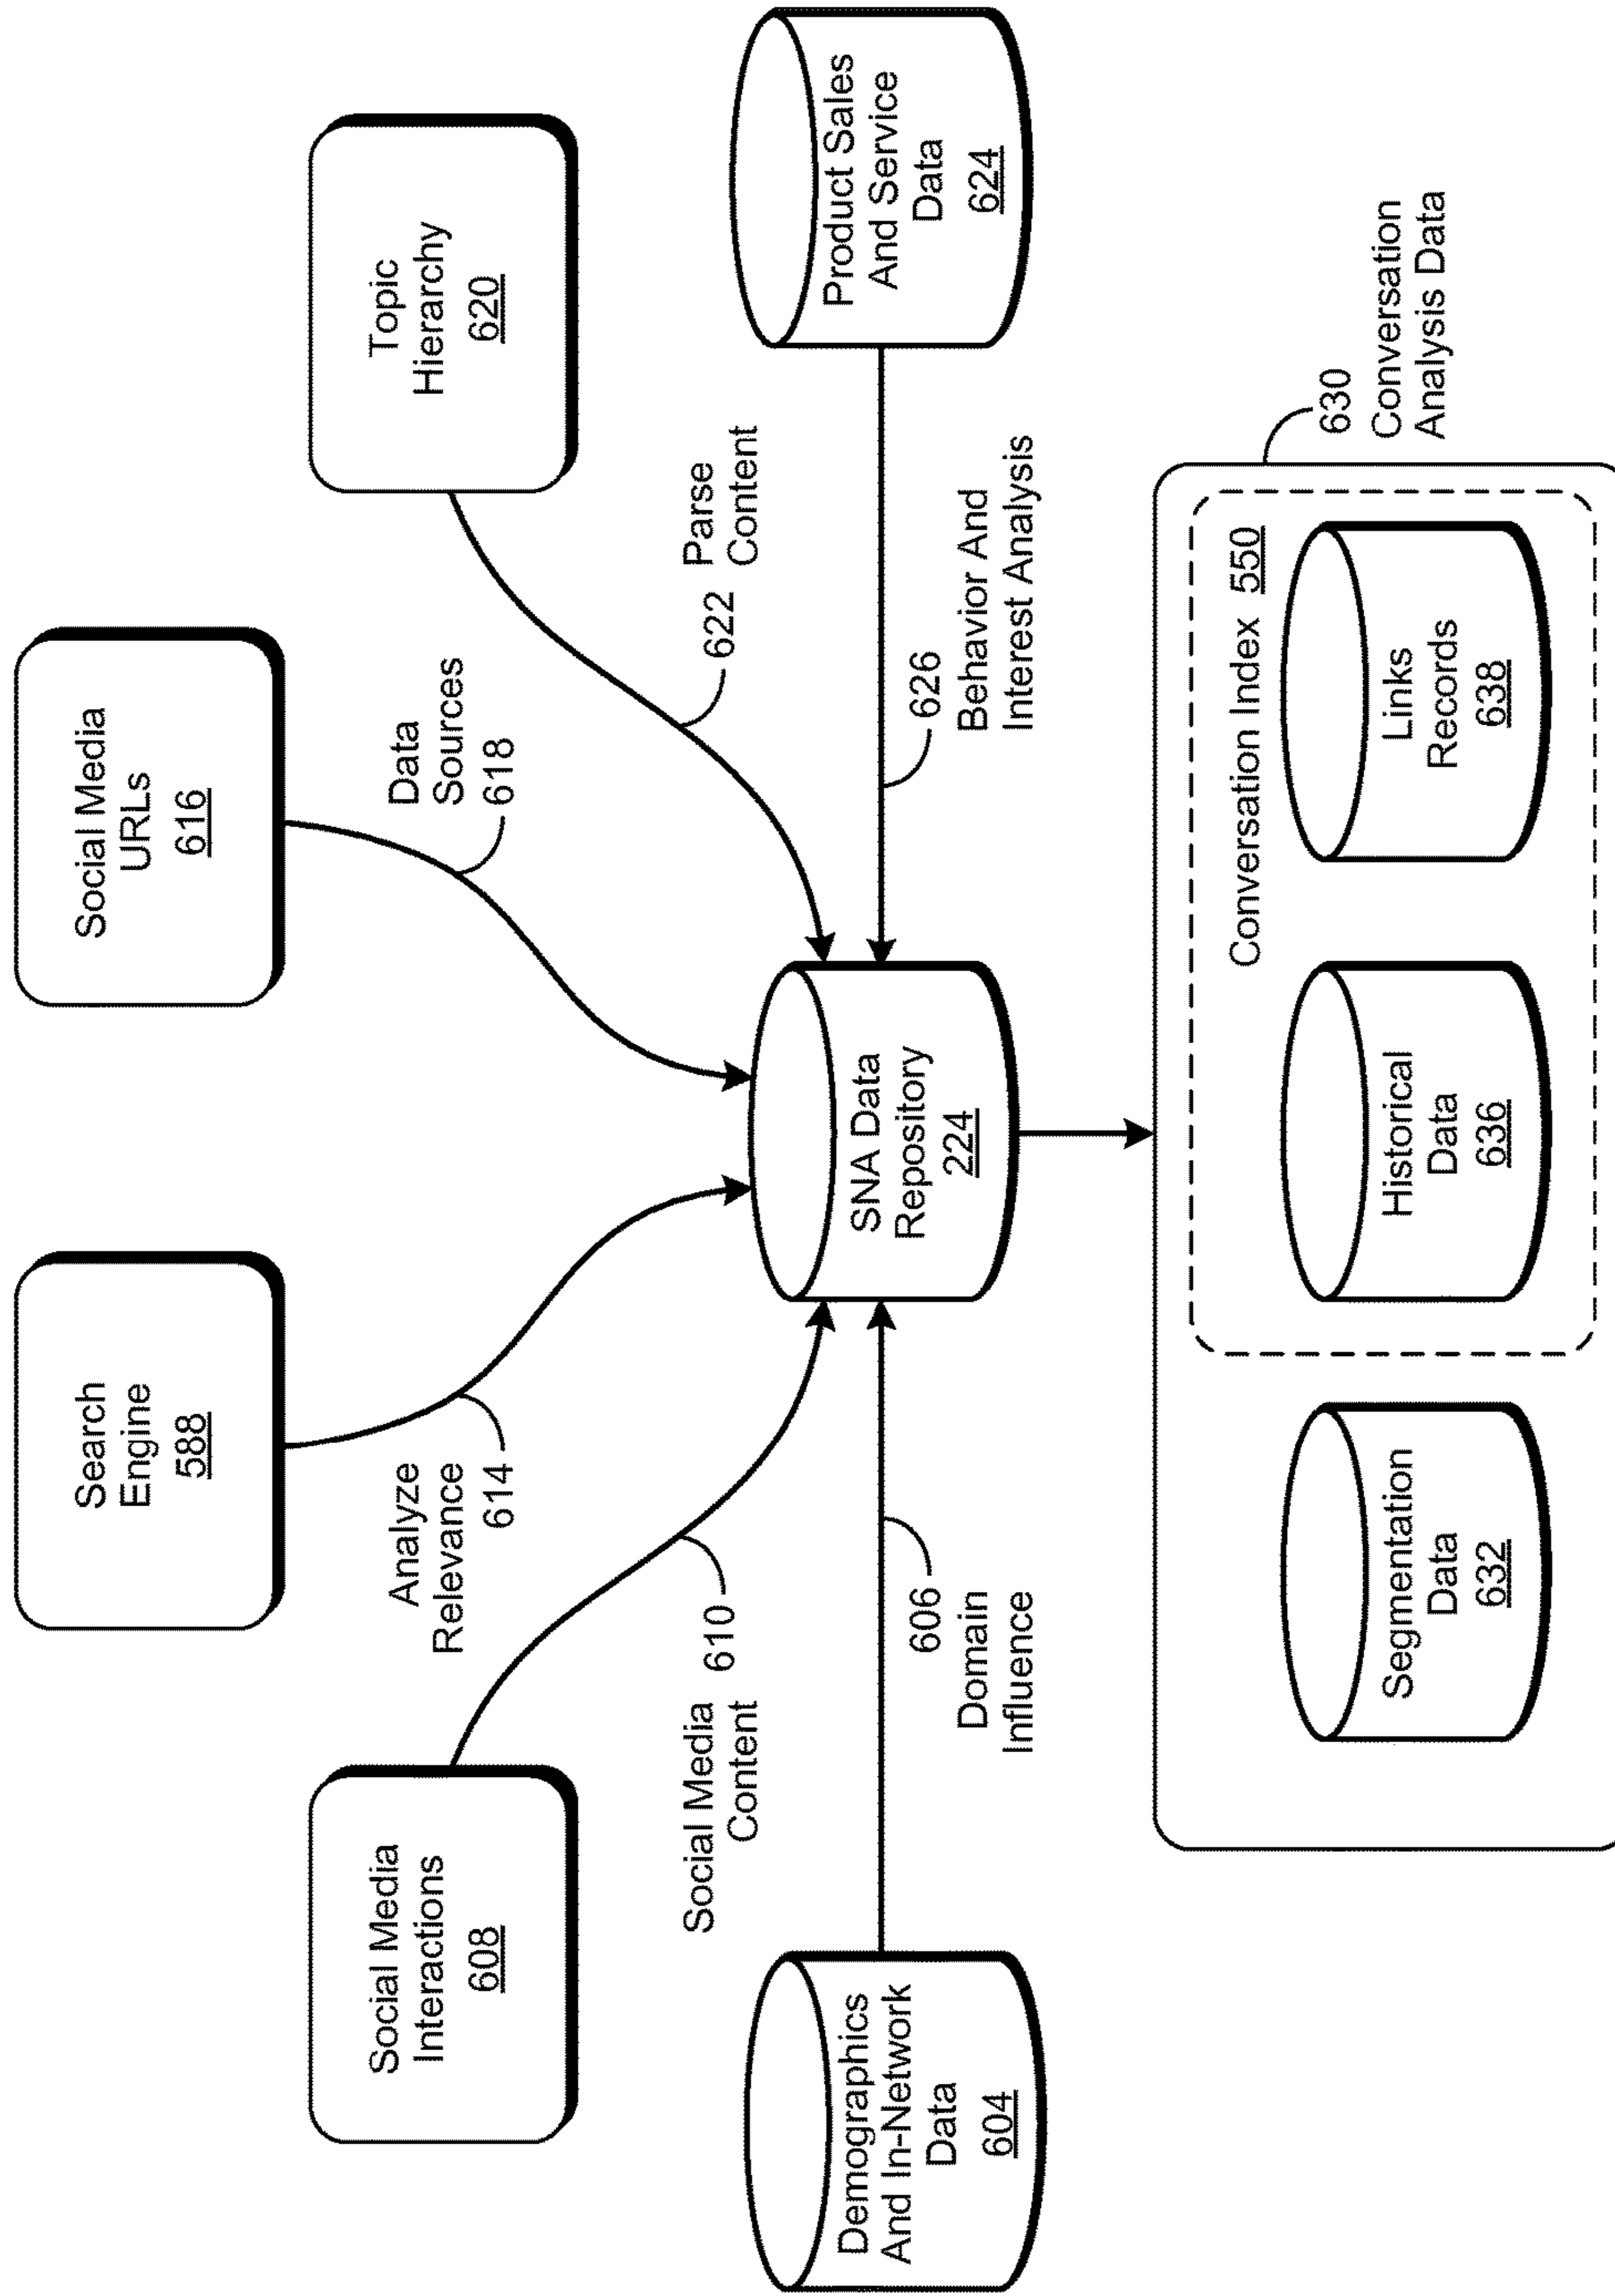 Search
Engine
588
Social Media
URLs
616
Social Media
Interactions
608
Topic
Hierarchy
620
Analyze
Relevance
614
Data
Sources
618
610
Social Media
Content
622
Parse
Content
Demographics
And In-Network
Data
604
606
Domain
Influence
SNA Data
Repository
224
626
Behavior And
Interest Analysis
Product Sales
And Service
Data
624
630
Conversation
Analysis Data
Conversation Index 550
Segmentation
Data
632
Historical
Data
636
Links
Records
638